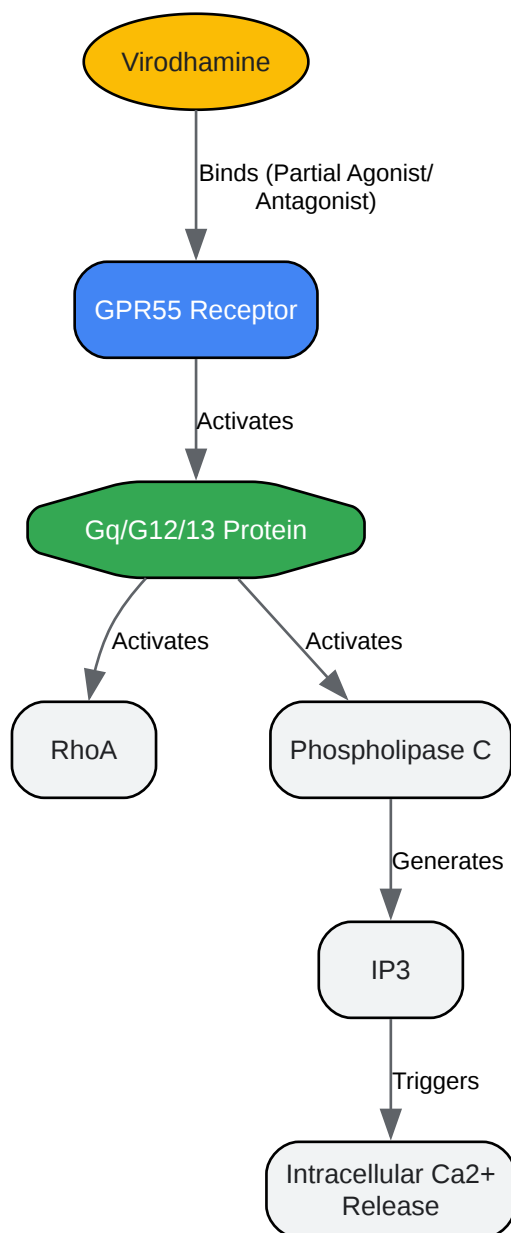 Virodhamine
Binds (Partial Agonist/
Antagonist)
GPR55 Receptor
Activates
Gq/G12/13 Protein
Activates
Activates
RhoA
Phospholipase C
Generates
IP3
Triggers
Intracellular Ca2+
Release